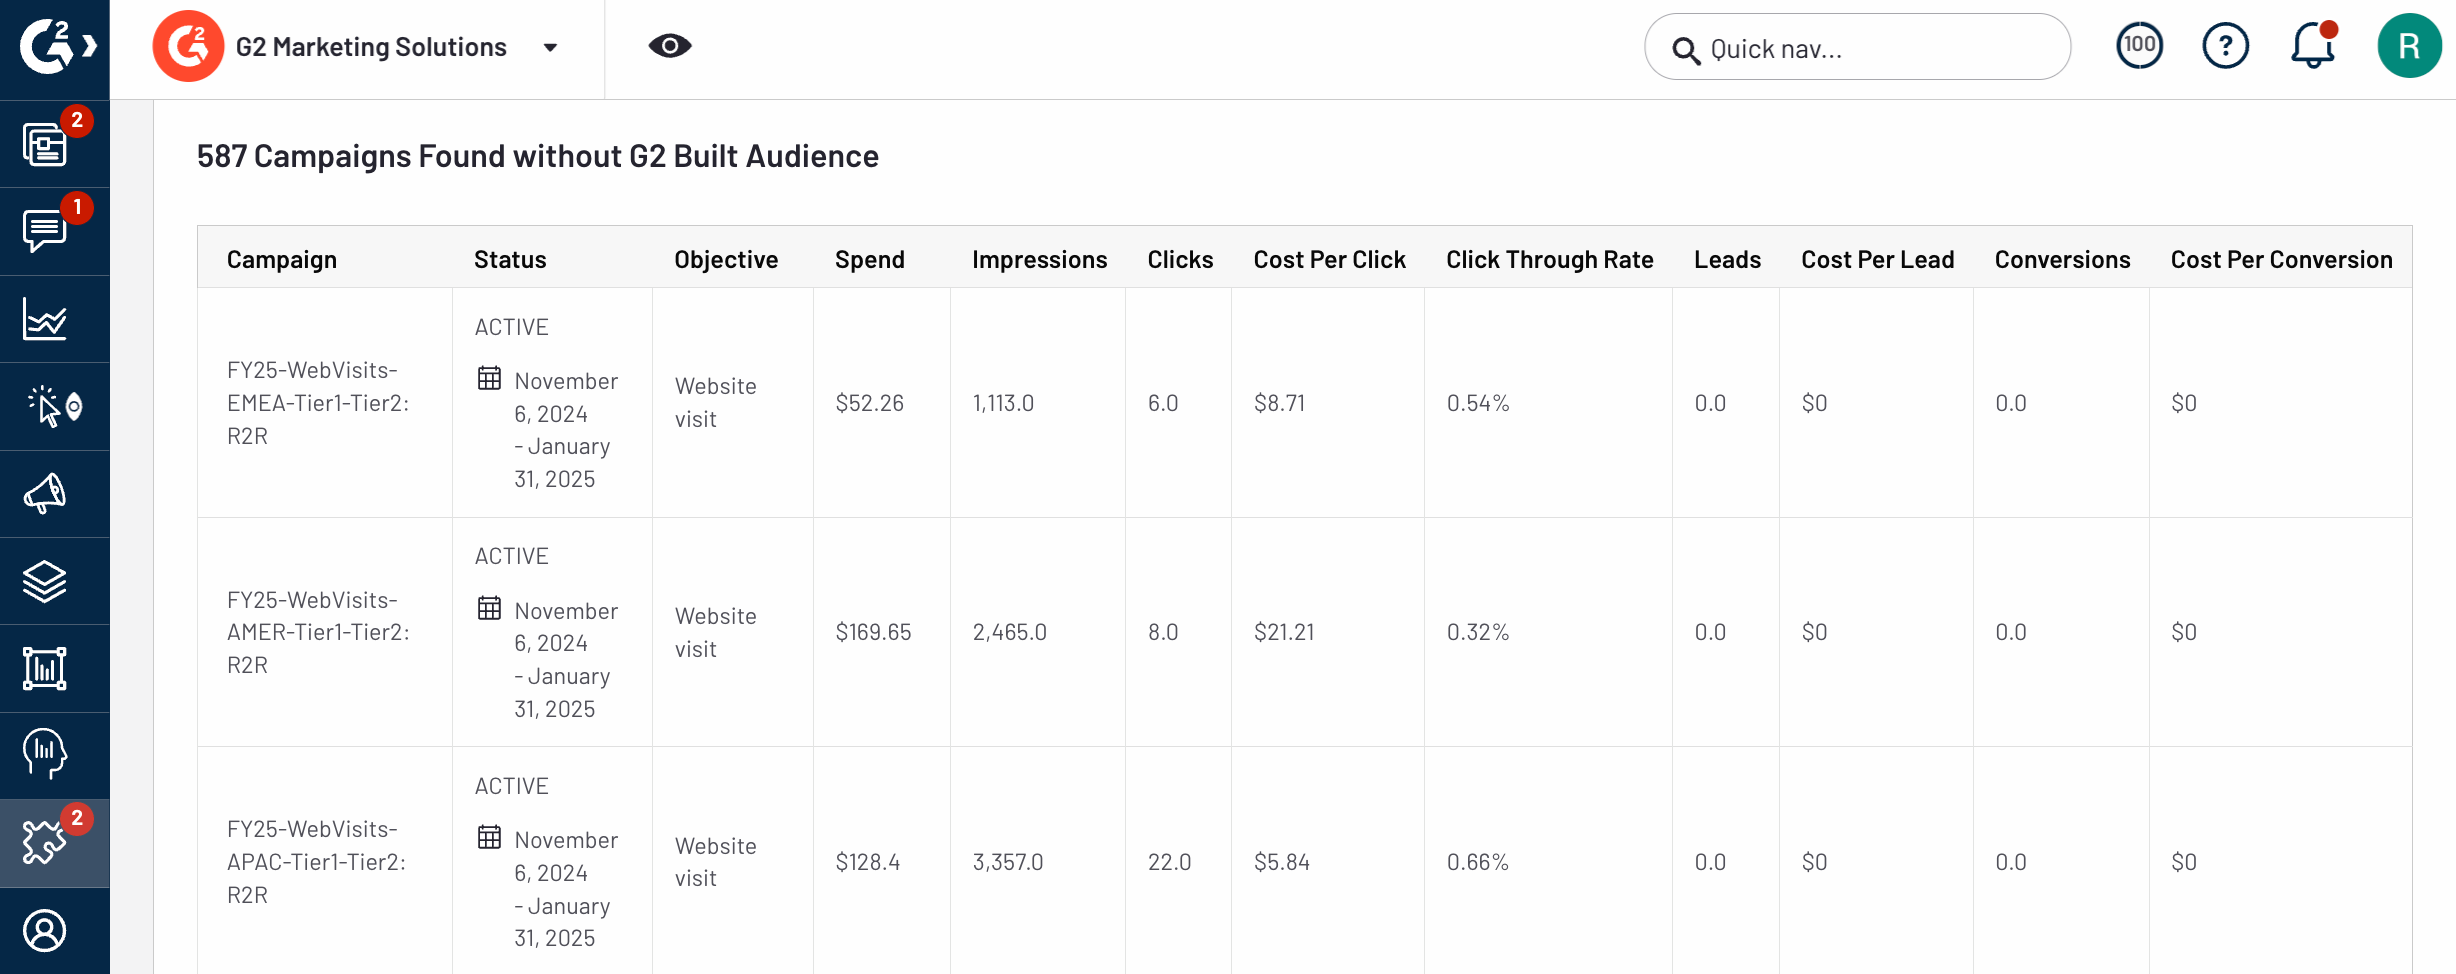 G2 Marketing Solutions
Quick nav...
100
?
R
2
1
2
587 Campaigns Found without G2 Built Audience
Campaign Status Objective Spend Impressions Clicks Cost Per Click Click Through Rate Leads Cost Per Lead Conversions Cost Per Conversion
FY25-WebVisits-
EMEA-Tier1-Tier2:
R2R
ACTIVE
November
6, 2024
- January
31, 2025
Website
visit
$52.26 1,113.0 6.0 $8.71 0.54% 0.0 $0 0.0 $0
FY25-WebVisits-
AMER-Tier1-Tier2:
R2R
ACTIVE
November
6, 2024
- January
31, 2025
Website
visit
$169.65 2,465.0 8.0 $21.21 0.32% 0.0 $0 0.0 $0
FY25-WebVisits-
APAC-Tier1-Tier2:
R2R
ACTIVE
November
6, 2024
- January
31, 2025
Website
visit
$128.4 3,357.0 22.0 $5.84 0.66% 0.0 $0 0.0 $0